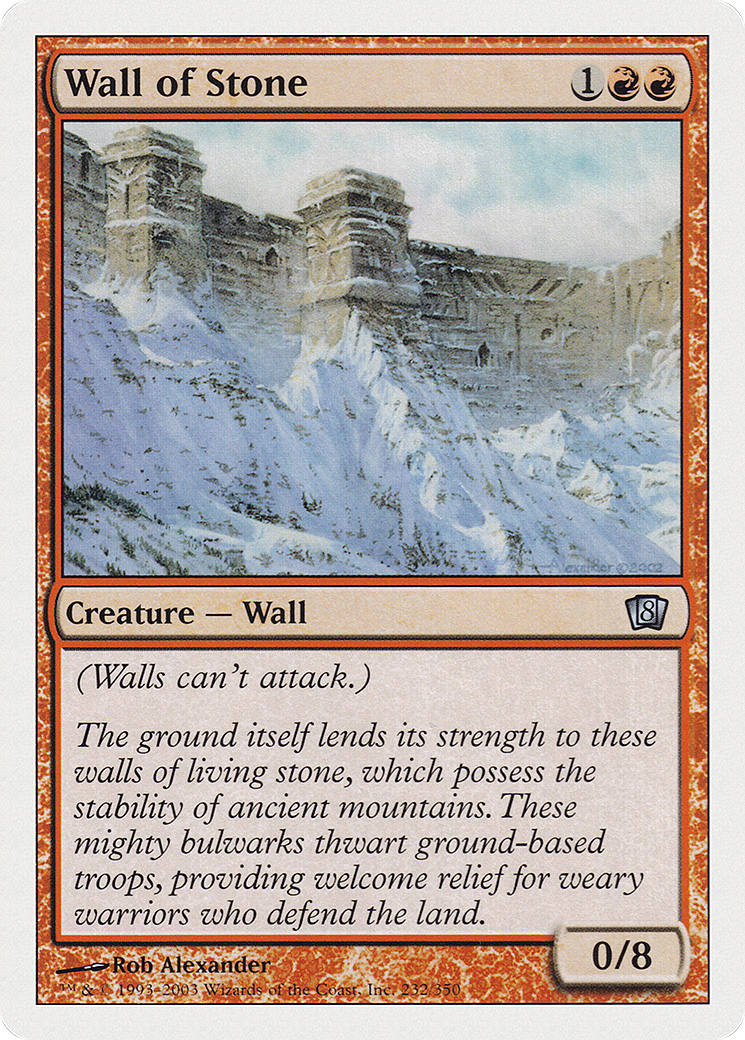 Wall of Stone 1
Alexander ©2002
Creature — Wall 8
(Walls can't attack.)
The ground itself lends its strength to these
walls of living stone, which possess the
stability of ancient mountains. These
mighty bulwarks thwart ground-based
troops, providing welcome relief for weary
warriors who defend the land.
0/8
Rob Alexander
™ & © 1993-2003 Wizards of the Coast, Inc. 232/350